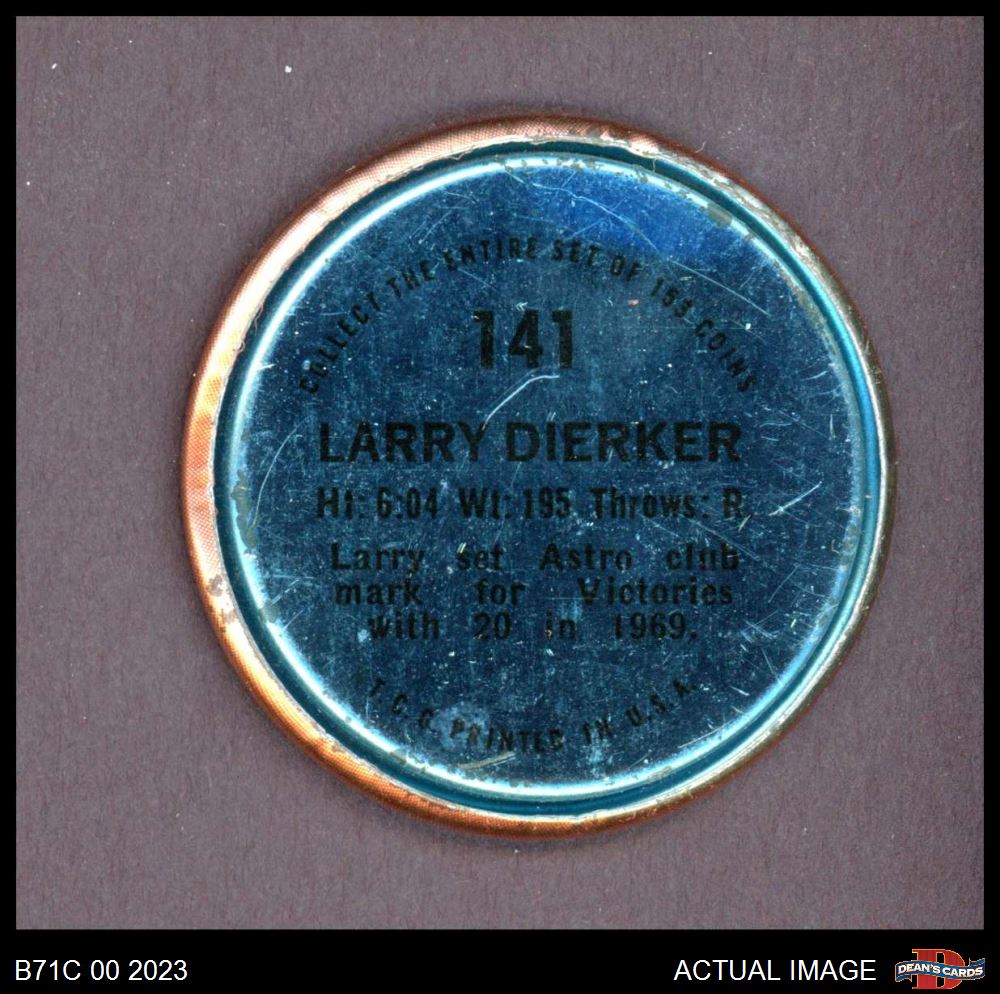 COLLECT THE ENTIRE SET OF 153 COINS
141
LARRY DIERKER
Ht: 6:04 Wt: 195 Throws: R
Larry set Astro club
mark for Victories
with 20 in 1969.
T.C.G. PRINTED IN U.S.A.
B71C 00 2023
ACTUAL IMAGE
DEAN'S CARDS